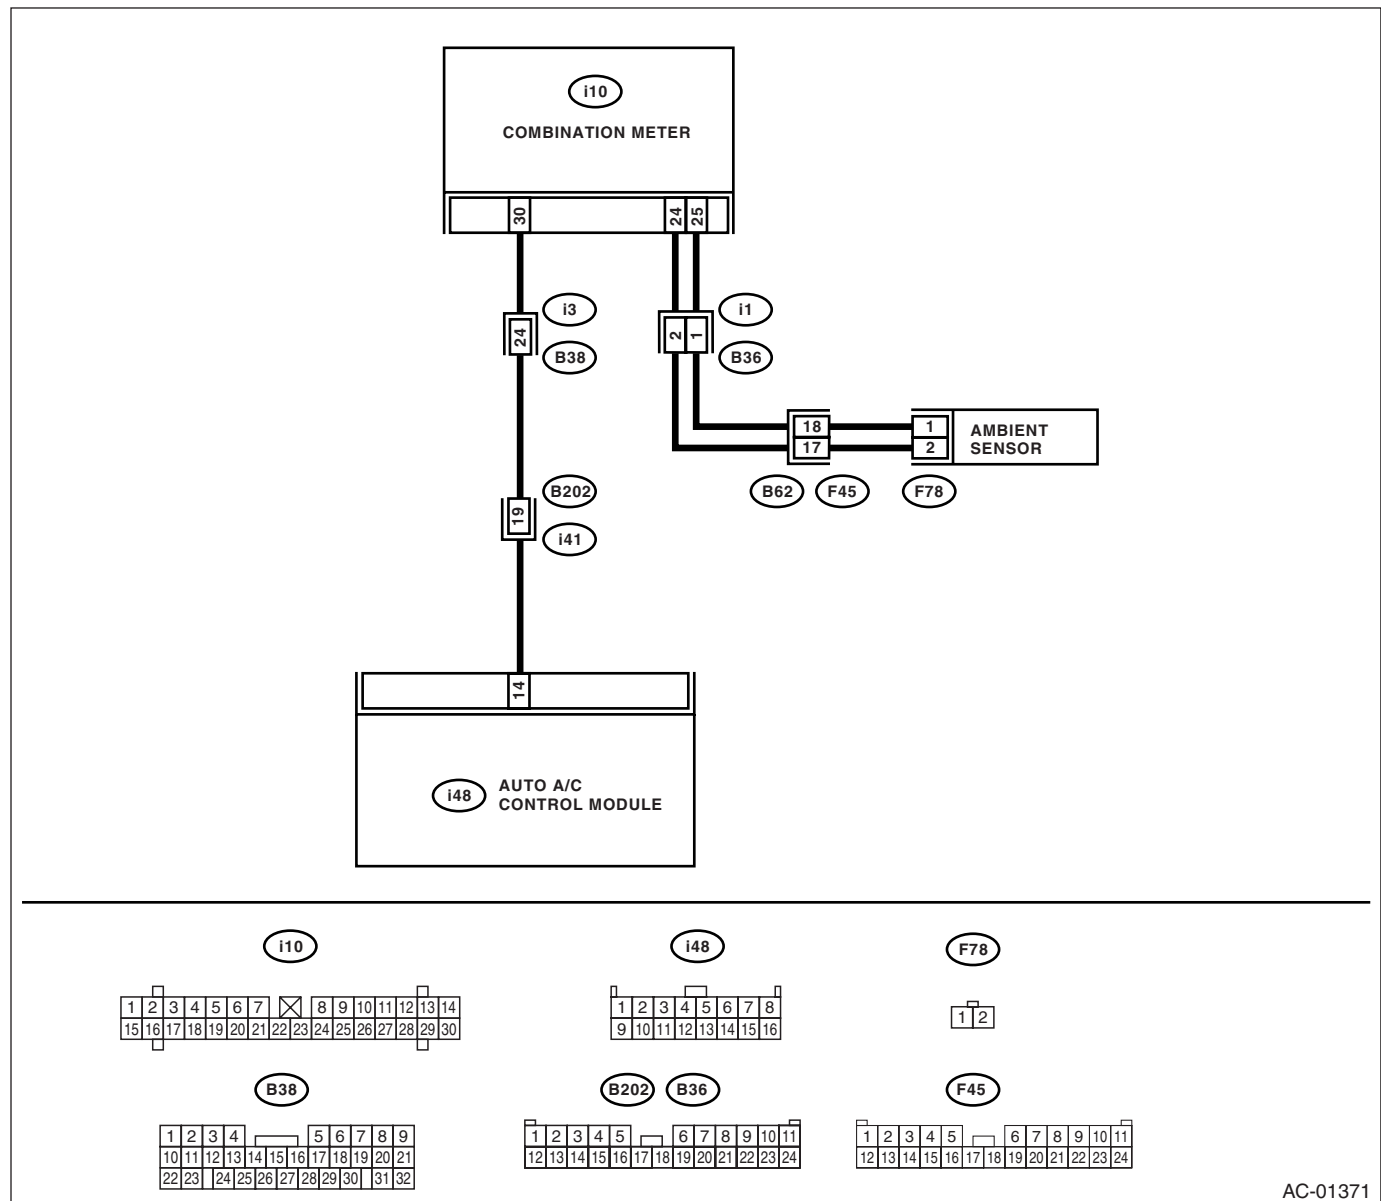 i10
COMBINATION METER
30 24 25
i3 i1
24 2 1
B38 B36
18 1 AMBIENT
17 2 SENSOR
B202 B62 F45 F78
19
i41
14
i48 AUTO A/C
CONTROL MODULE
i10 i48 F78
1 2 3 4 5 6 7 8 9 10 11 12 13 14
15 16 17 18 19 20 21 22 23 24 25 26 27 28 29 30
1 2 3 4 5 6 7 8
9 10 11 12 13 14 15 16
1 2
B38 B202 B36 F45
1 2 3 4 5 6 7 8 9
10 11 12 13 14 15 16 17 18 19 20 21
22 23 24 25 26 27 28 29 30 31 32
1 2 3 4 5 6 7 8 9 10 11
12 13 14 15 16 17 18 19 20 21 22 23 24
1 2 3 4 5 6 7 8 9 10 11
12 13 14 15 16 17 18 19 20 21 22 23 24
AC-01371